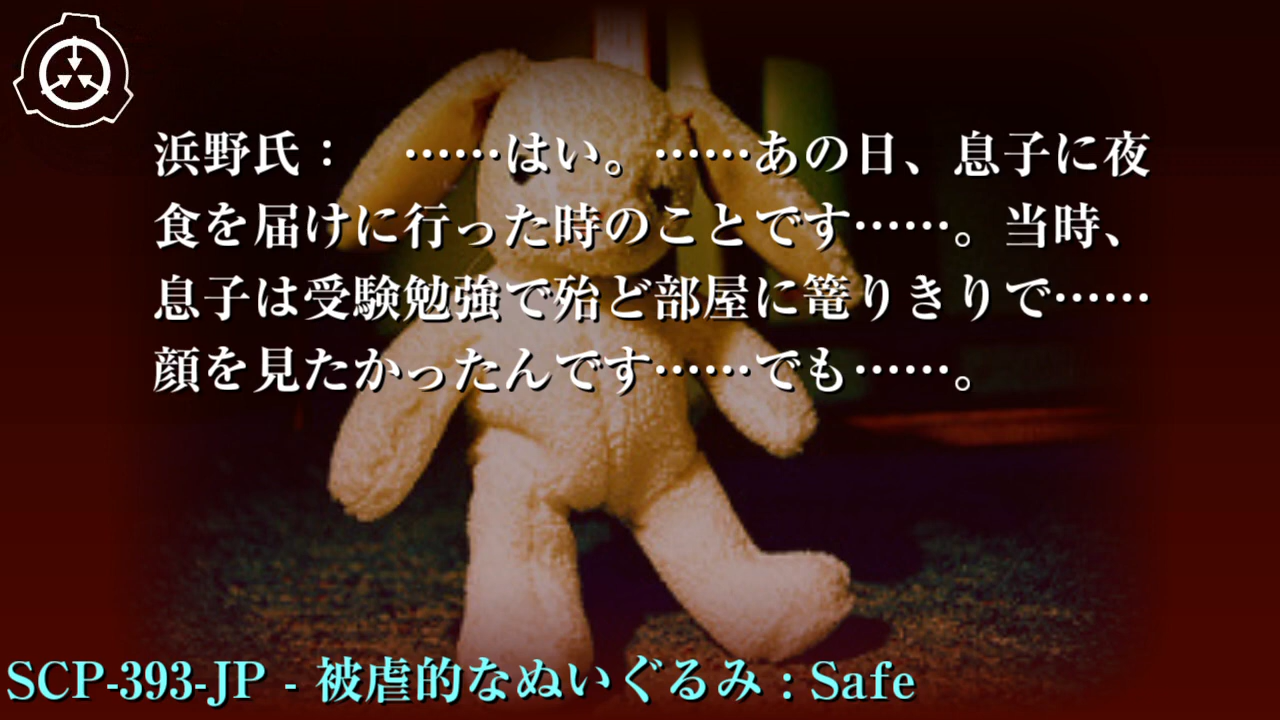 浜野氏：　……はい。……あの日、息子に夜
食を届けに行った時のことです……。当時、
息子は受験勉強で殆ど部屋に篭りきりで……
顔を見たかったんです……でも……。
SCP-393-JP - 被虐的なぬいぐるみ : Safe